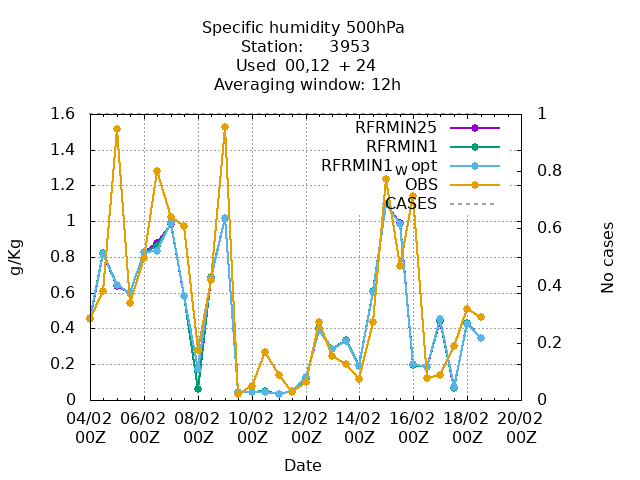 Specific humidity 500hPa
Station: 3953
Used 00,12 + 24
Averaging window: 12h
1.6
1.4
1.2
1
0.8
0.6
0.4
0.2
0
1
0.8
0.6
0.4
0.2
0
RFRMIN25
RFRMIN1
RFRMIN1w opt
OBS
CASES
g/Kg
No cases
04/02 06/02 08/02 10/02 12/02 14/02 16/02 18/02 20/02
00Z 00Z 00Z 00Z 00Z 00Z 00Z 00Z 00Z
Date